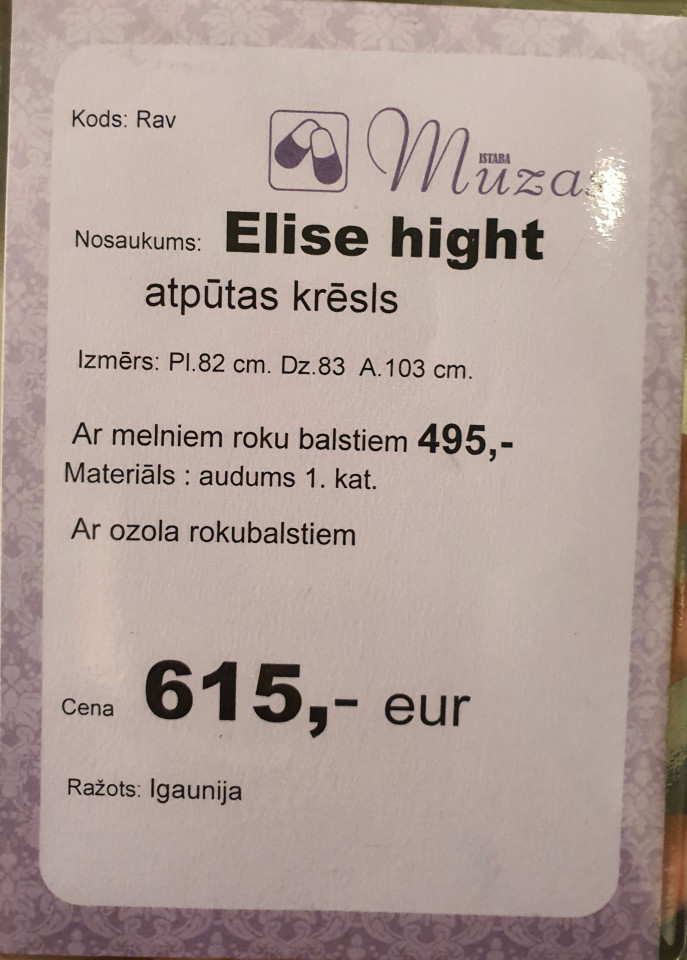 Kods: Rav
ISTABA
Mūzas
Nosaukums: Elise hight
atpūtas krēsls
Izmērs: Pl.82 cm. Dz.83 A.103 cm.
Ar melniem roku balstiem 495,-
Materiāls : audums 1. kat.
Ar ozola rokubalstiem
Cena 615,- eur
Ražots: Igaunija